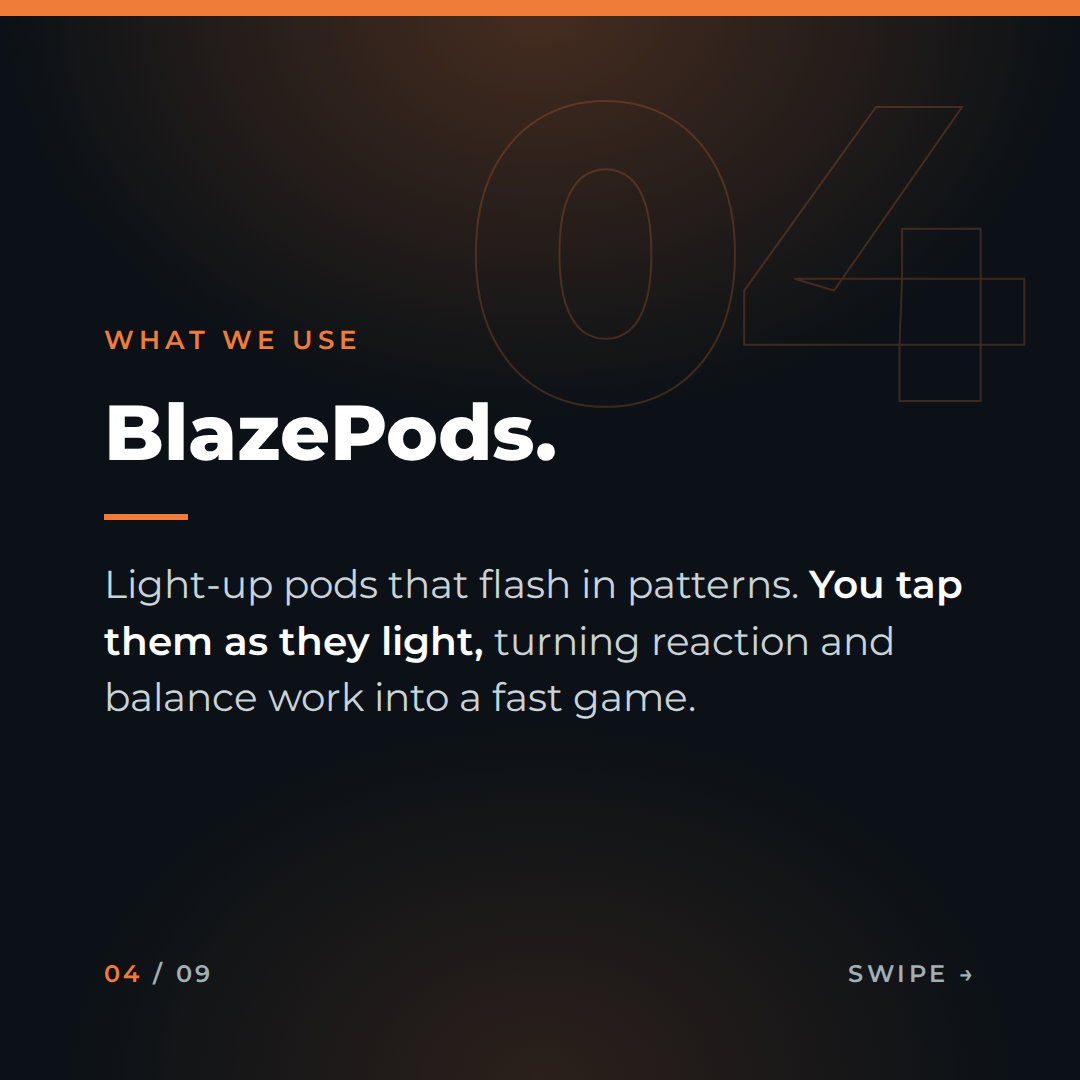 04
WHAT WE USE
BlazePods.
Light-up pods that flash in patterns. You tap
them as they light, turning reaction and
balance work into a fast game.
04 / 09
SWIPE →